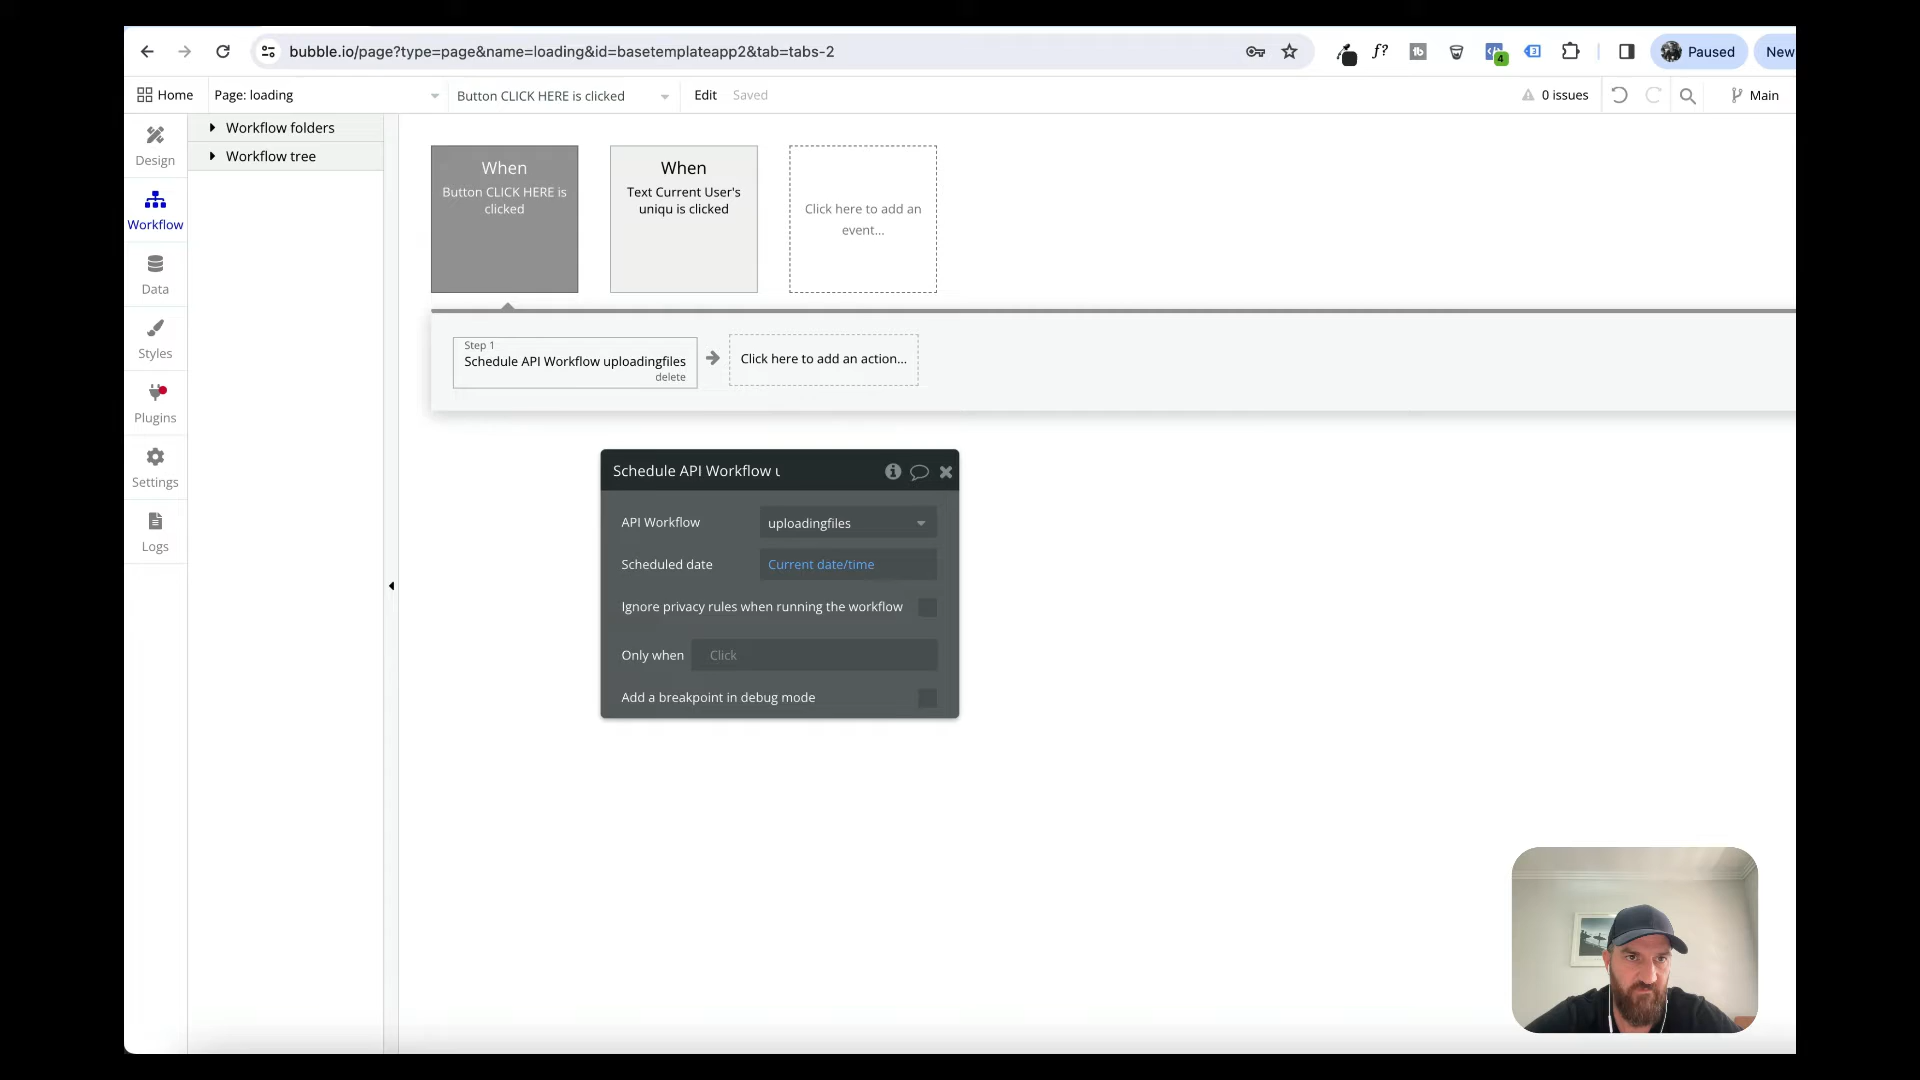 bubble.io/page?type=page&name=loading&id=basetemplateapp2&tab=tabs-2
f?
tb
4
3
Paused
New
Home
Page: loading
Button CLICK HERE is clicked
Edit
Saved
0 issues
Main
Design
Workflow
Data
Styles
Plugins
Settings
Logs
Workflow folders
Workflow tree
When
Button CLICK HERE is
clicked
When
Text Current User's
uniqu is clicked
Click here to add an
event...
Step 1
Schedule API Workflow uploadingfiles
delete
Click here to add an action...
Schedule API Workflow u
API Workflow
uploadingfiles
Scheduled date
Current date/time
Ignore privacy rules when running the workflow
Only when
Click
Add a breakpoint in debug mode